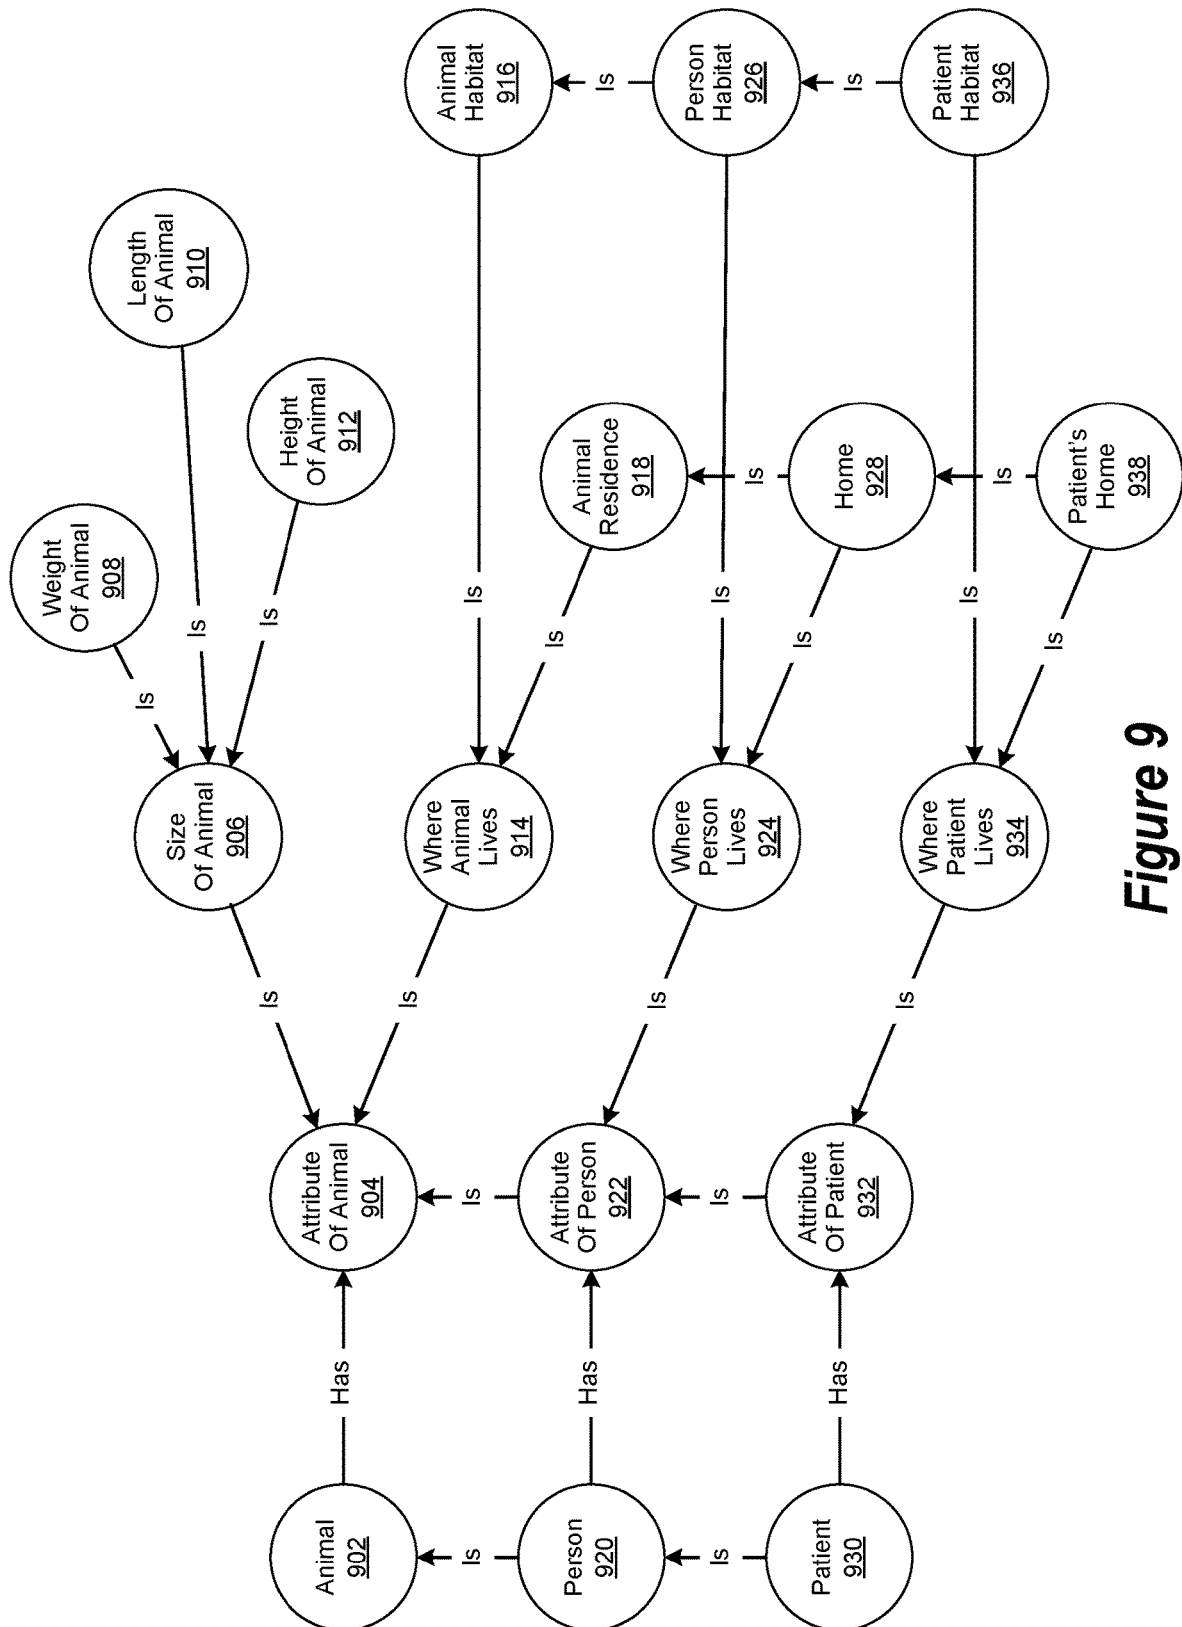 Weight
Of Animal
908
Is
Length
Of Animal
910
Is
Size
Of Animal
906
Is
Is
Height
Of Animal
912
Animal
902
Has
Attribute
Of Animal
904
Is
Where
Animal
Lives
914
Is
Animal
Habitat
916
Is
Is
Is
Animal
Residence
918
Is
Person
920
Has
Attribute
Of Person
922
Is
Where
Person
Lives
924
Is
Person
Habitat
926
Is
Is
Is
Is
Home
928
Is
Patient
930
Has
Attribute
Of Patient
932
Is
Where
Patient
Lives
934
Is
Patient
Habitat
936
Is
Is
Patient's
Home
938
Figure 9